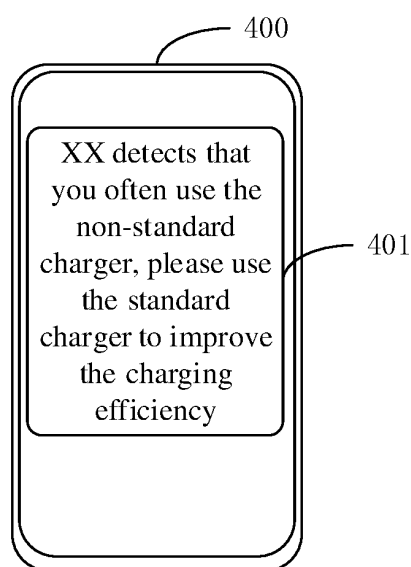 400
XX detects that
you often use the
non-standard
charger, please use
the standard
charger to improve
the charging
efficiency
401